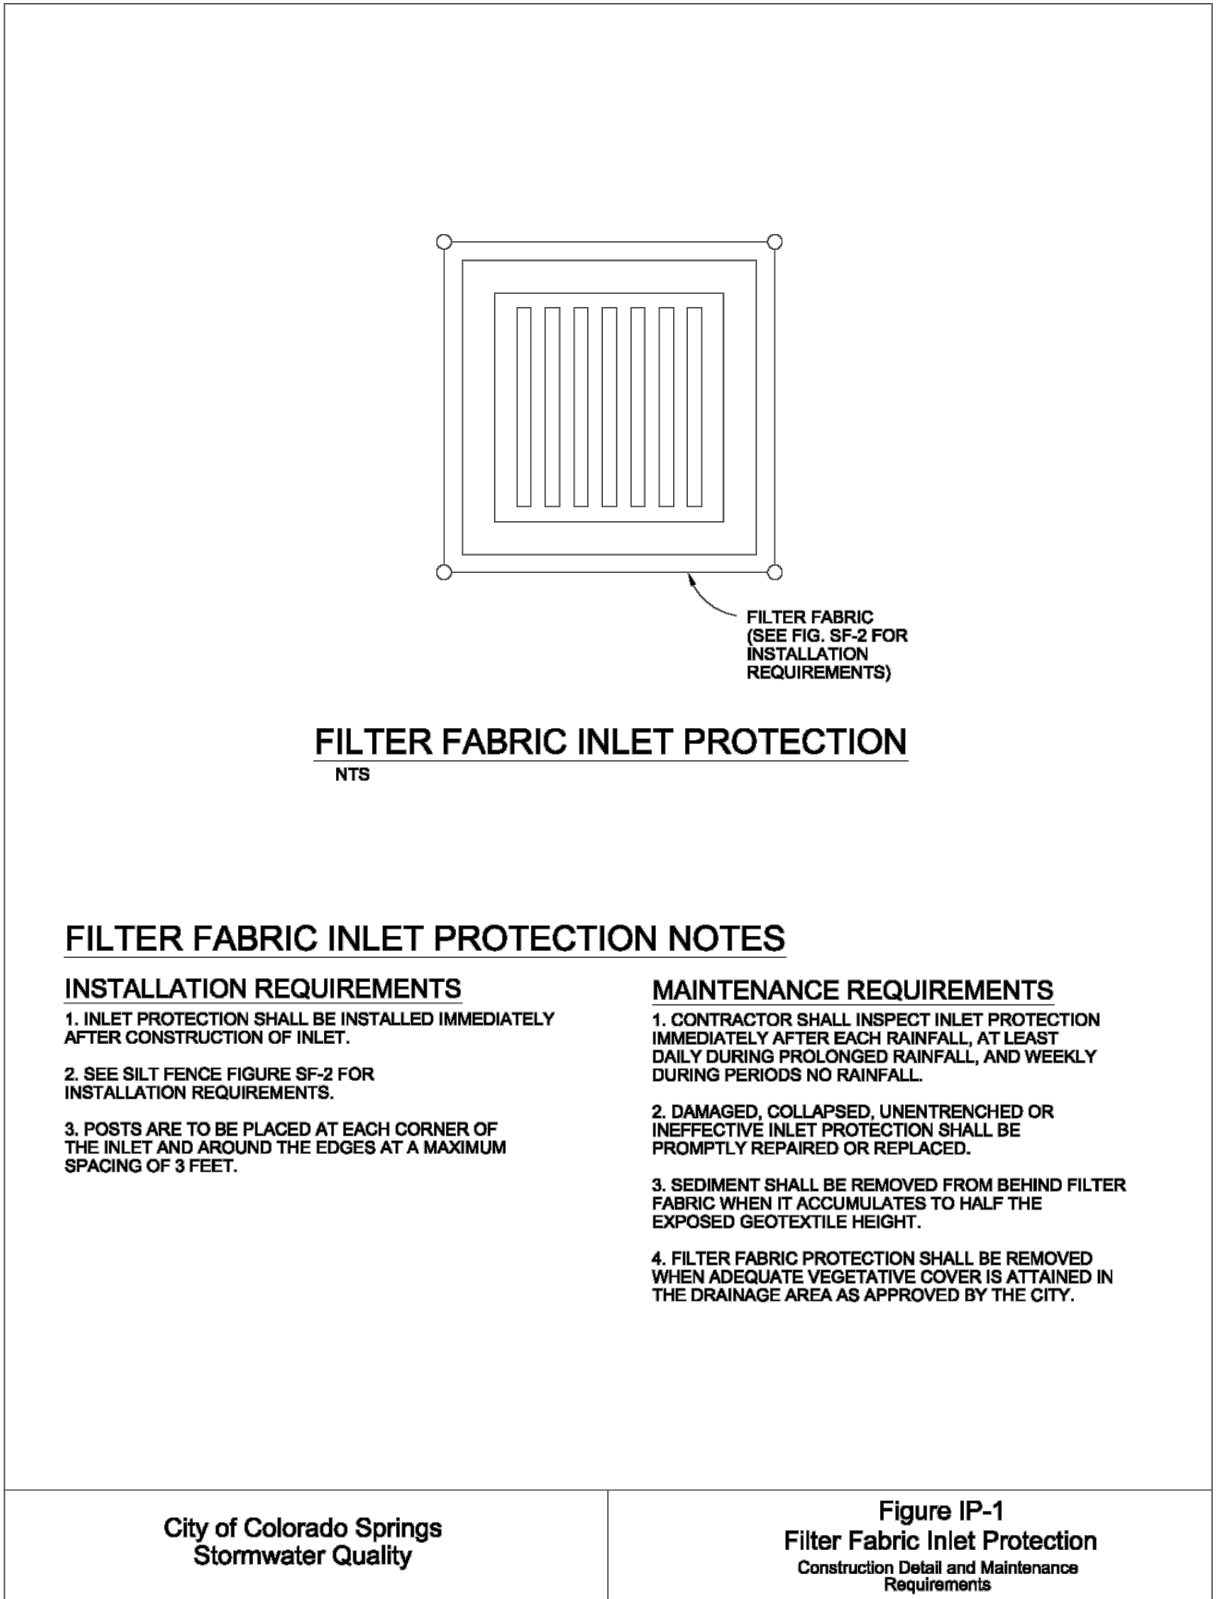 FILTER FABRIC
(SEE FIG. SF-2 FOR
INSTALLATION
REQUIREMENTS)
FILTER FABRIC INLET PROTECTION
NTS
FILTER FABRIC INLET PROTECTION NOTES
INSTALLATION REQUIREMENTS
1. INLET PROTECTION SHALL BE INSTALLED IMMEDIATELY
AFTER CONSTRUCTION OF INLET.
2. SEE SILT FENCE FIGURE SF-2 FOR
INSTALLATION REQUIREMENTS.
3. POSTS ARE TO BE PLACED AT EACH CORNER OF
THE INLET AND AROUND THE EDGES AT A MAXIMUM
SPACING OF 3 FEET.
MAINTENANCE REQUIREMENTS
1. CONTRACTOR SHALL INSPECT INLET PROTECTION
IMMEDIATELY AFTER EACH RAINFALL, AT LEAST
DAILY DURING PROLONGED RAINFALL, AND WEEKLY
DURING PERIODS NO RAINFALL.
2. DAMAGED, COLLAPSED, UNENTRENCHED OR
INEFFECTIVE INLET PROTECTION SHALL BE
PROMPTLY REPAIRED OR REPLACED.
3. SEDIMENT SHALL BE REMOVED FROM BEHIND FILTER
FABRIC WHEN IT ACCUMULATES TO HALF THE
EXPOSED GEOTEXTILE HEIGHT.
4. FILTER FABRIC PROTECTION SHALL BE REMOVED
WHEN ADEQUATE VEGETATIVE COVER IS ATTAINED IN
THE DRAINAGE AREA AS APPROVED BY THE CITY.
City of Colorado Springs
Stormwater Quality
Figure IP-1
Filter Fabric Inlet Protection
Construction Detail and Maintenance
Requirements